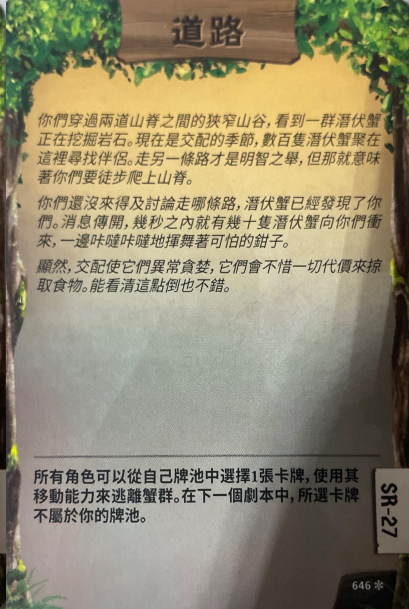 道路
你們穿過兩道山脊之間的狹窄山谷，看到一群潛伏蟹
正在挖掘岩石。現在是交配的季節，數百隻潛伏蟹聚在
這裡尋找伴侶。走另一條路才是明智之舉，但那就意味
著你們要徒步爬上山脊。
你們還沒來得及討論走哪條路，潛伏蟹已經發現了你
們。消息傳開，幾秒之內就有幾十隻潛伏蟹向你們衝
來，一邊咔噠咔噠地揮舞著可怕的鉗子。
顯然，交配使它們異常貪婪，它們會不惜一切代價來掠
取食物。能看清這點倒也不錯。
所有角色可以從自己牌池中選擇1張卡牌，使用其
移動能力來逃離蟹群。在下一個劇本中，所選卡牌
不屬於你的牌池。
SR-27
646